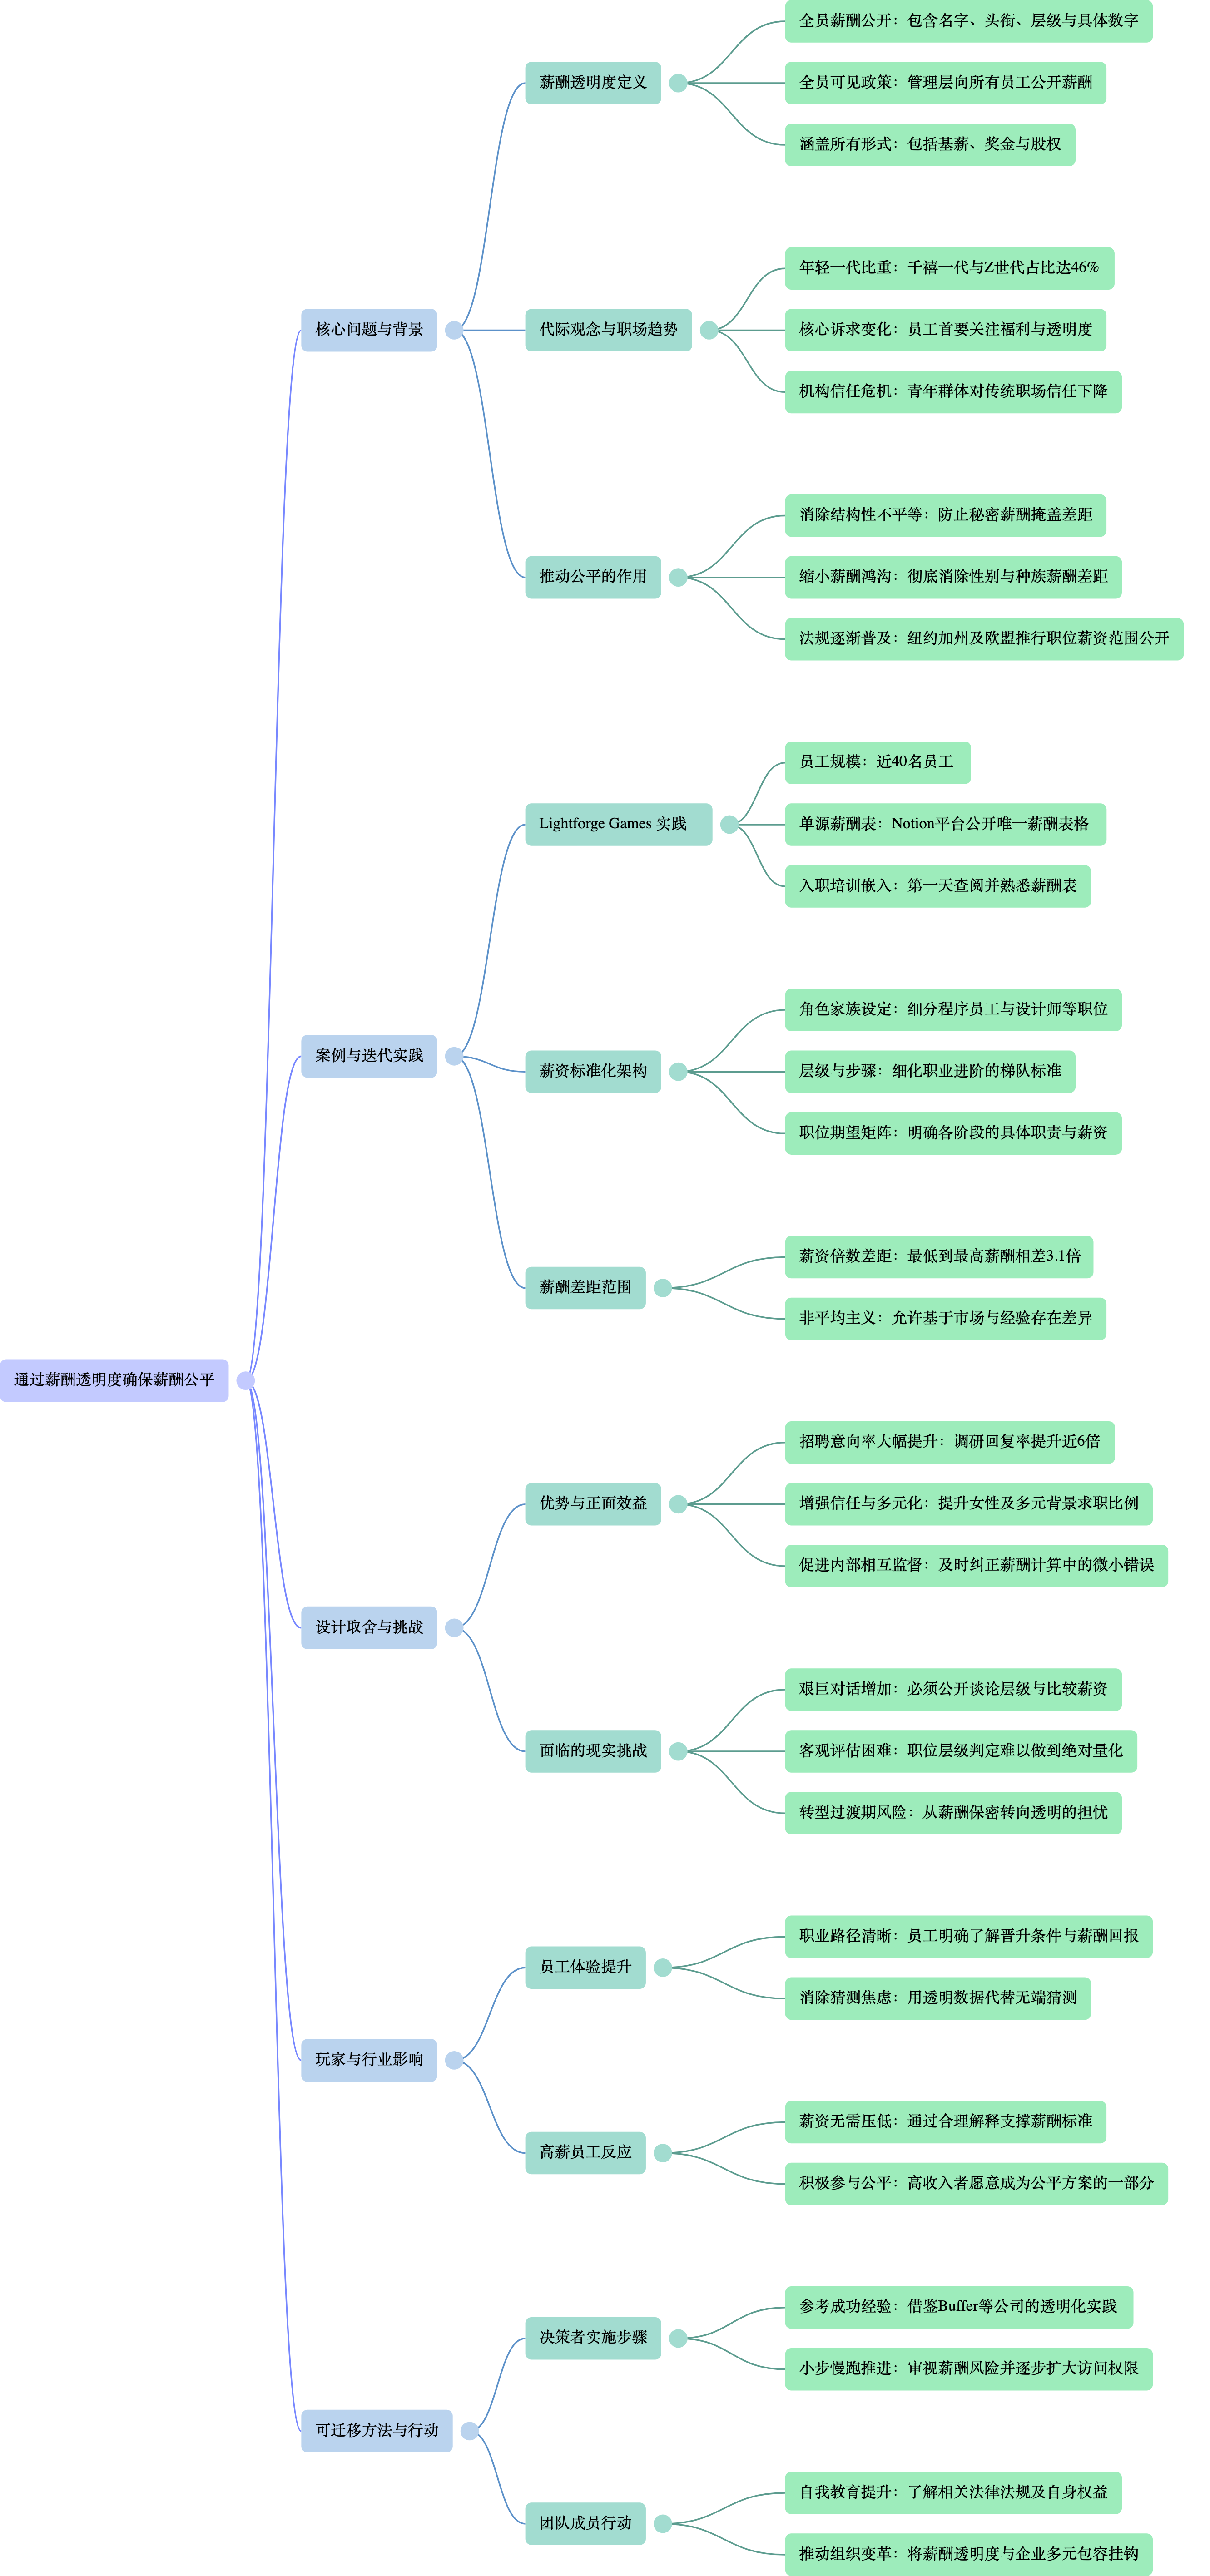 通过薪酬透明度确保薪酬公平
核心问题与背景
薪酬透明度定义
全员薪酬公开：包含名字、头衔、层级与具体数字
全员可见政策：管理层向所有员工公开薪酬
涵盖所有形式：包括基薪、奖金与股权
代际观念与职场趋势
年轻一代比重：千禧一代与Z世代占比达46%
核心诉求变化：员工首要关注福利与透明度
机构信任危机：青年群体对传统职场信任下降
推动公平的作用
消除结构性不平等：防止秘密薪酬掩盖差距
缩小薪酬鸿沟：彻底消除性别与种族薪酬差距
法规逐渐普及：纽约加州及欧盟推行职位薪资范围公开
案例与迭代实践
Lightforge Games 实践
员工规模：近40名员工
单源薪酬表：Notion平台公开唯一薪酬表格
入职培训嵌入：第一天查阅并熟悉薪酬表
薪资标准化架构
角色家族设定：细分程序员工与设计师等职位
层级与步骤：细化职业进阶的梯队标准
职位期望矩阵：明确各阶段的具体职责与薪资
薪酬差距范围
薪资倍数差距：最低到最高薪酬相差3.1倍
非平均主义：允许基于市场与经验存在差异
设计取舍与挑战
优势与正面效益
招聘意向率大幅提升：调研回复率提升近6倍
增强信任与多元化：提升女性及多元背景求职比例
促进内部相互监督：及时纠正薪酬计算中的微小错误
面临的现实挑战
艰巨对话增加：必须公开谈论层级与比较薪资
客观评估困难：职位层级判定难以做到绝对量化
转型过渡期风险：从薪酬保密转向透明的担忧
玩家与行业影响
员工体验提升
职业路径清晰：员工明确了解晋升条件与薪酬回报
消除猜测焦虑：用透明数据代替无端猜测
高薪员工反应
薪资无需压低：通过合理解释支撑薪酬标准
积极参与公平：高收入者愿意成为公平方案的一部分
可迁移方法与行动
决策者实施步骤
参考成功经验：借鉴Buffer等公司的透明化实践
小步慢跑推进：审视薪酬风险并逐步扩大访问权限
团队成员行动
自我教育提升：了解相关法律法规及自身权益
推动组织变革：将薪酬透明度与企业多元包容挂钩